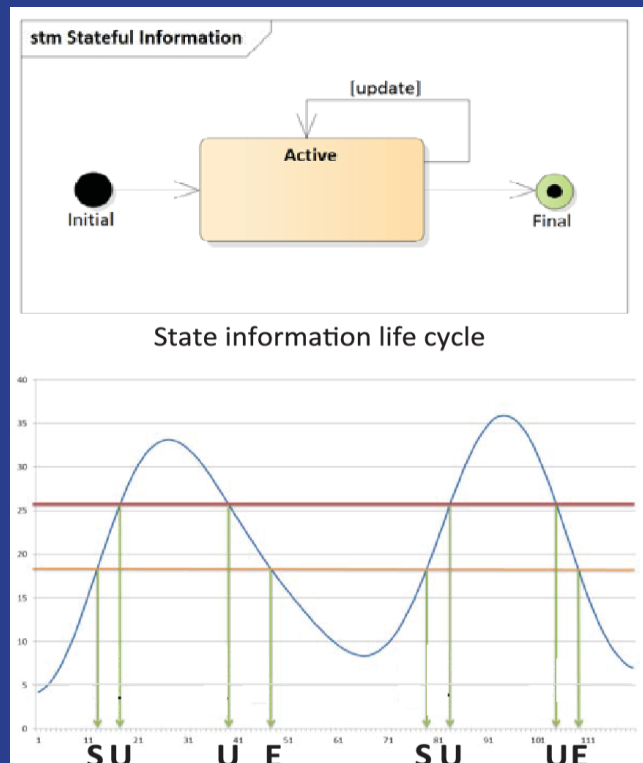 stm Stateful Information
[update]
Active
Initial
Final
State information life cycle
40
35
30
25
20
15
10
5
0
1 11 21 31 41 51 61 71 81 91 101 111
S U U F S U U F